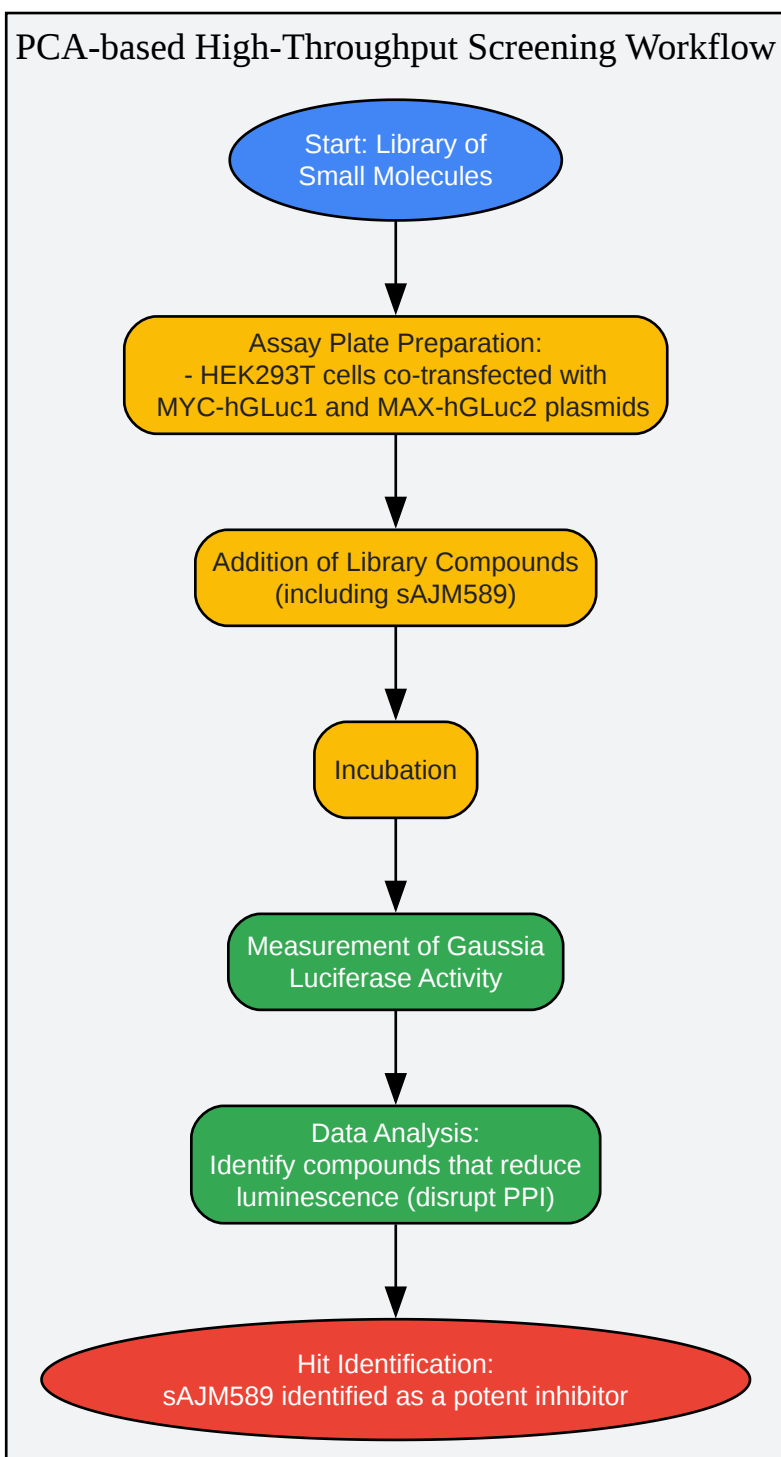 PCA-based High-Throughput Screening Workflow
Start: Library of
Small Molecules
Assay Plate Preparation:
- HEK293T cells co-transfected with
MYC-hGLuc1 and MAX-hGLuc2 plasmids
Addition of Library Compounds
(including sAJM589)
Incubation
Measurement of Gaussia
Luciferase Activity
Data Analysis:
Identify compounds that reduce
luminescence (disrupt PPI)
Hit Identification:
sAJM589 identified as a potent inhibitor